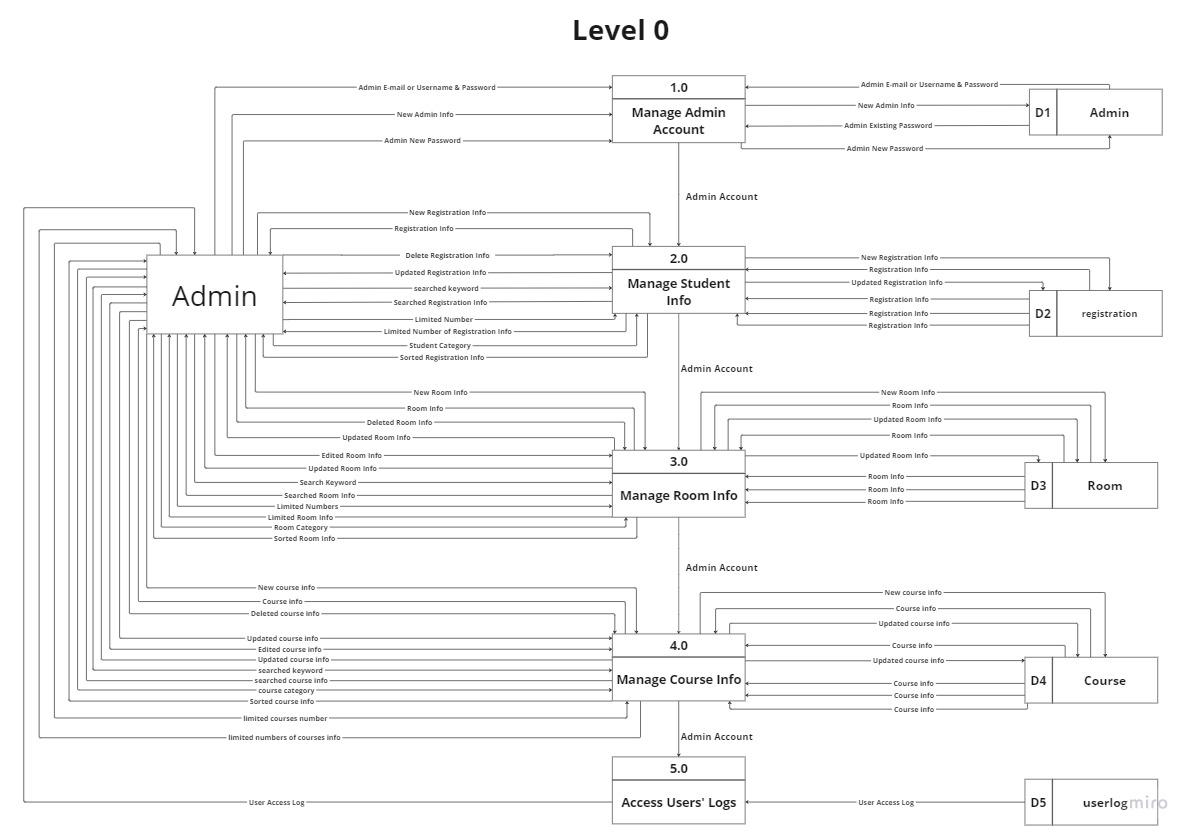 Level 0
1.0
Manage Admin
Account
Admin E-mail or Username & Password
New Admin Info
Admin New Password
Admin E-mail or Username & Password
New Admin Info
Admin Existing Password
Admin New Password
D1
Admin
Admin Account
Admin
New Registration Info
Registration Info
Delete Registration Info
Updated Registration Info
searched keyword
Searched Registration Info
Limited Number
Limited Number of Registration Info
Student Category
Sorted Registration Info
2.0
Manage Student
Info
New Registration Info
Registration Info
Updated Registration Info
Registration Info
Registration Info
Registration Info
D2
registration
Admin Account
New Room Info
Room Info
Deleted Room Info
Updated Room Info
Edited Room Info
Updated Room Info
Search Keyword
Searched Room Info
Limited Numbers
Limited Room Info
Room Category
Sorted Room Info
3.0
Manage Room Info
New Room Info
Room Info
Updated Room Info
Room Info
Updated Room Info
Room Info
Room Info
Room Info
D3
Room
Admin Account
New course info
Course info
Deleted course info
Updated course info
Edited course info
Updated course info
searched keyword
searched course info
course category
Sorted course info
limited courses number
limited numbers of courses info
4.0
Manage Course Info
New course info
Course info
Updated course info
Course info
Updated course info
Course info
Course info
Course info
D4
Course
Admin Account
5.0
Access Users' Logs
User Access Log
User Access Log
D5
userlog
miro